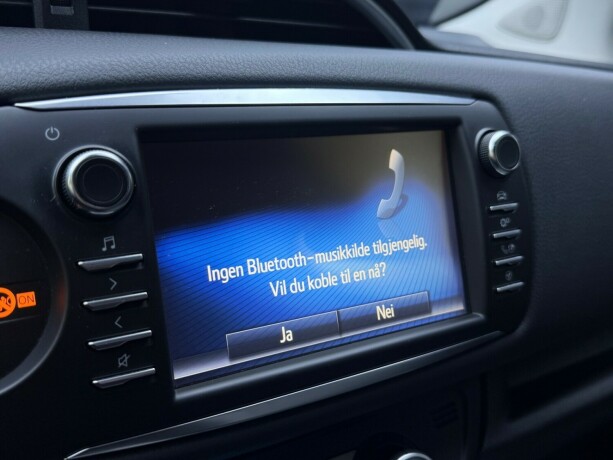 Ingen Bluetooth-musikkilde tilgjengelig.
Vil du koble til en nå?
Ja
Nei
ON